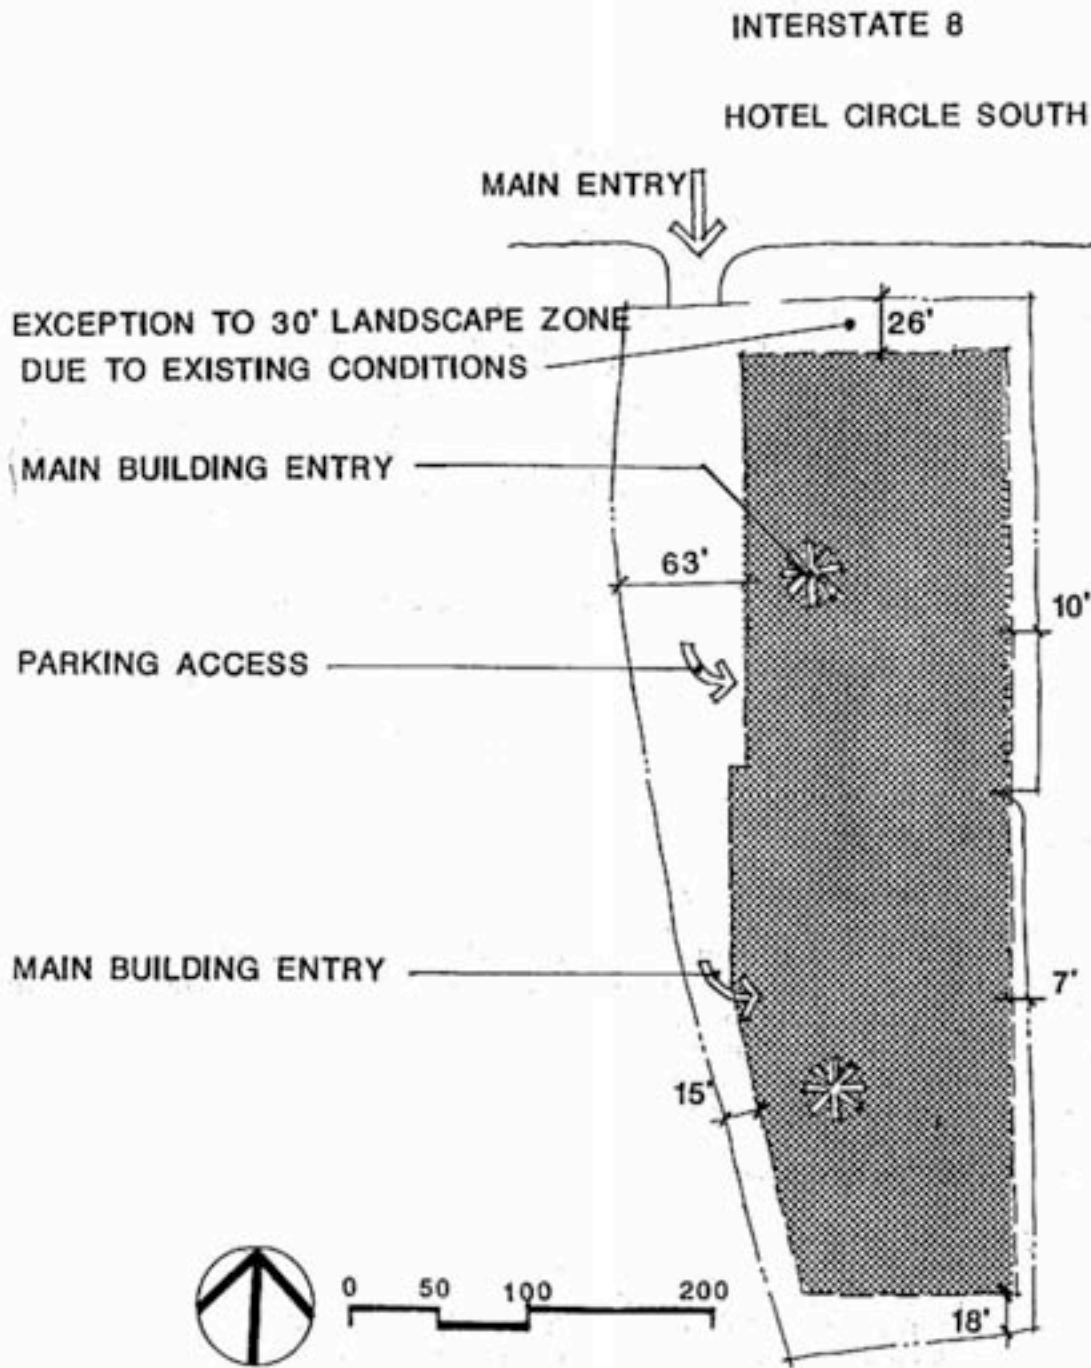 INTERSTATE 8
HOTEL CIRCLE SOUTH
MAIN ENTRY
EXCEPTION TO 30' LANDSCAPE ZONE
DUE TO EXISTING CONDITIONS
26'
MAIN BUILDING ENTRY
63'
10'
PARKING ACCESS
MAIN BUILDING ENTRY
7'
15'
0 50 100 200
18'